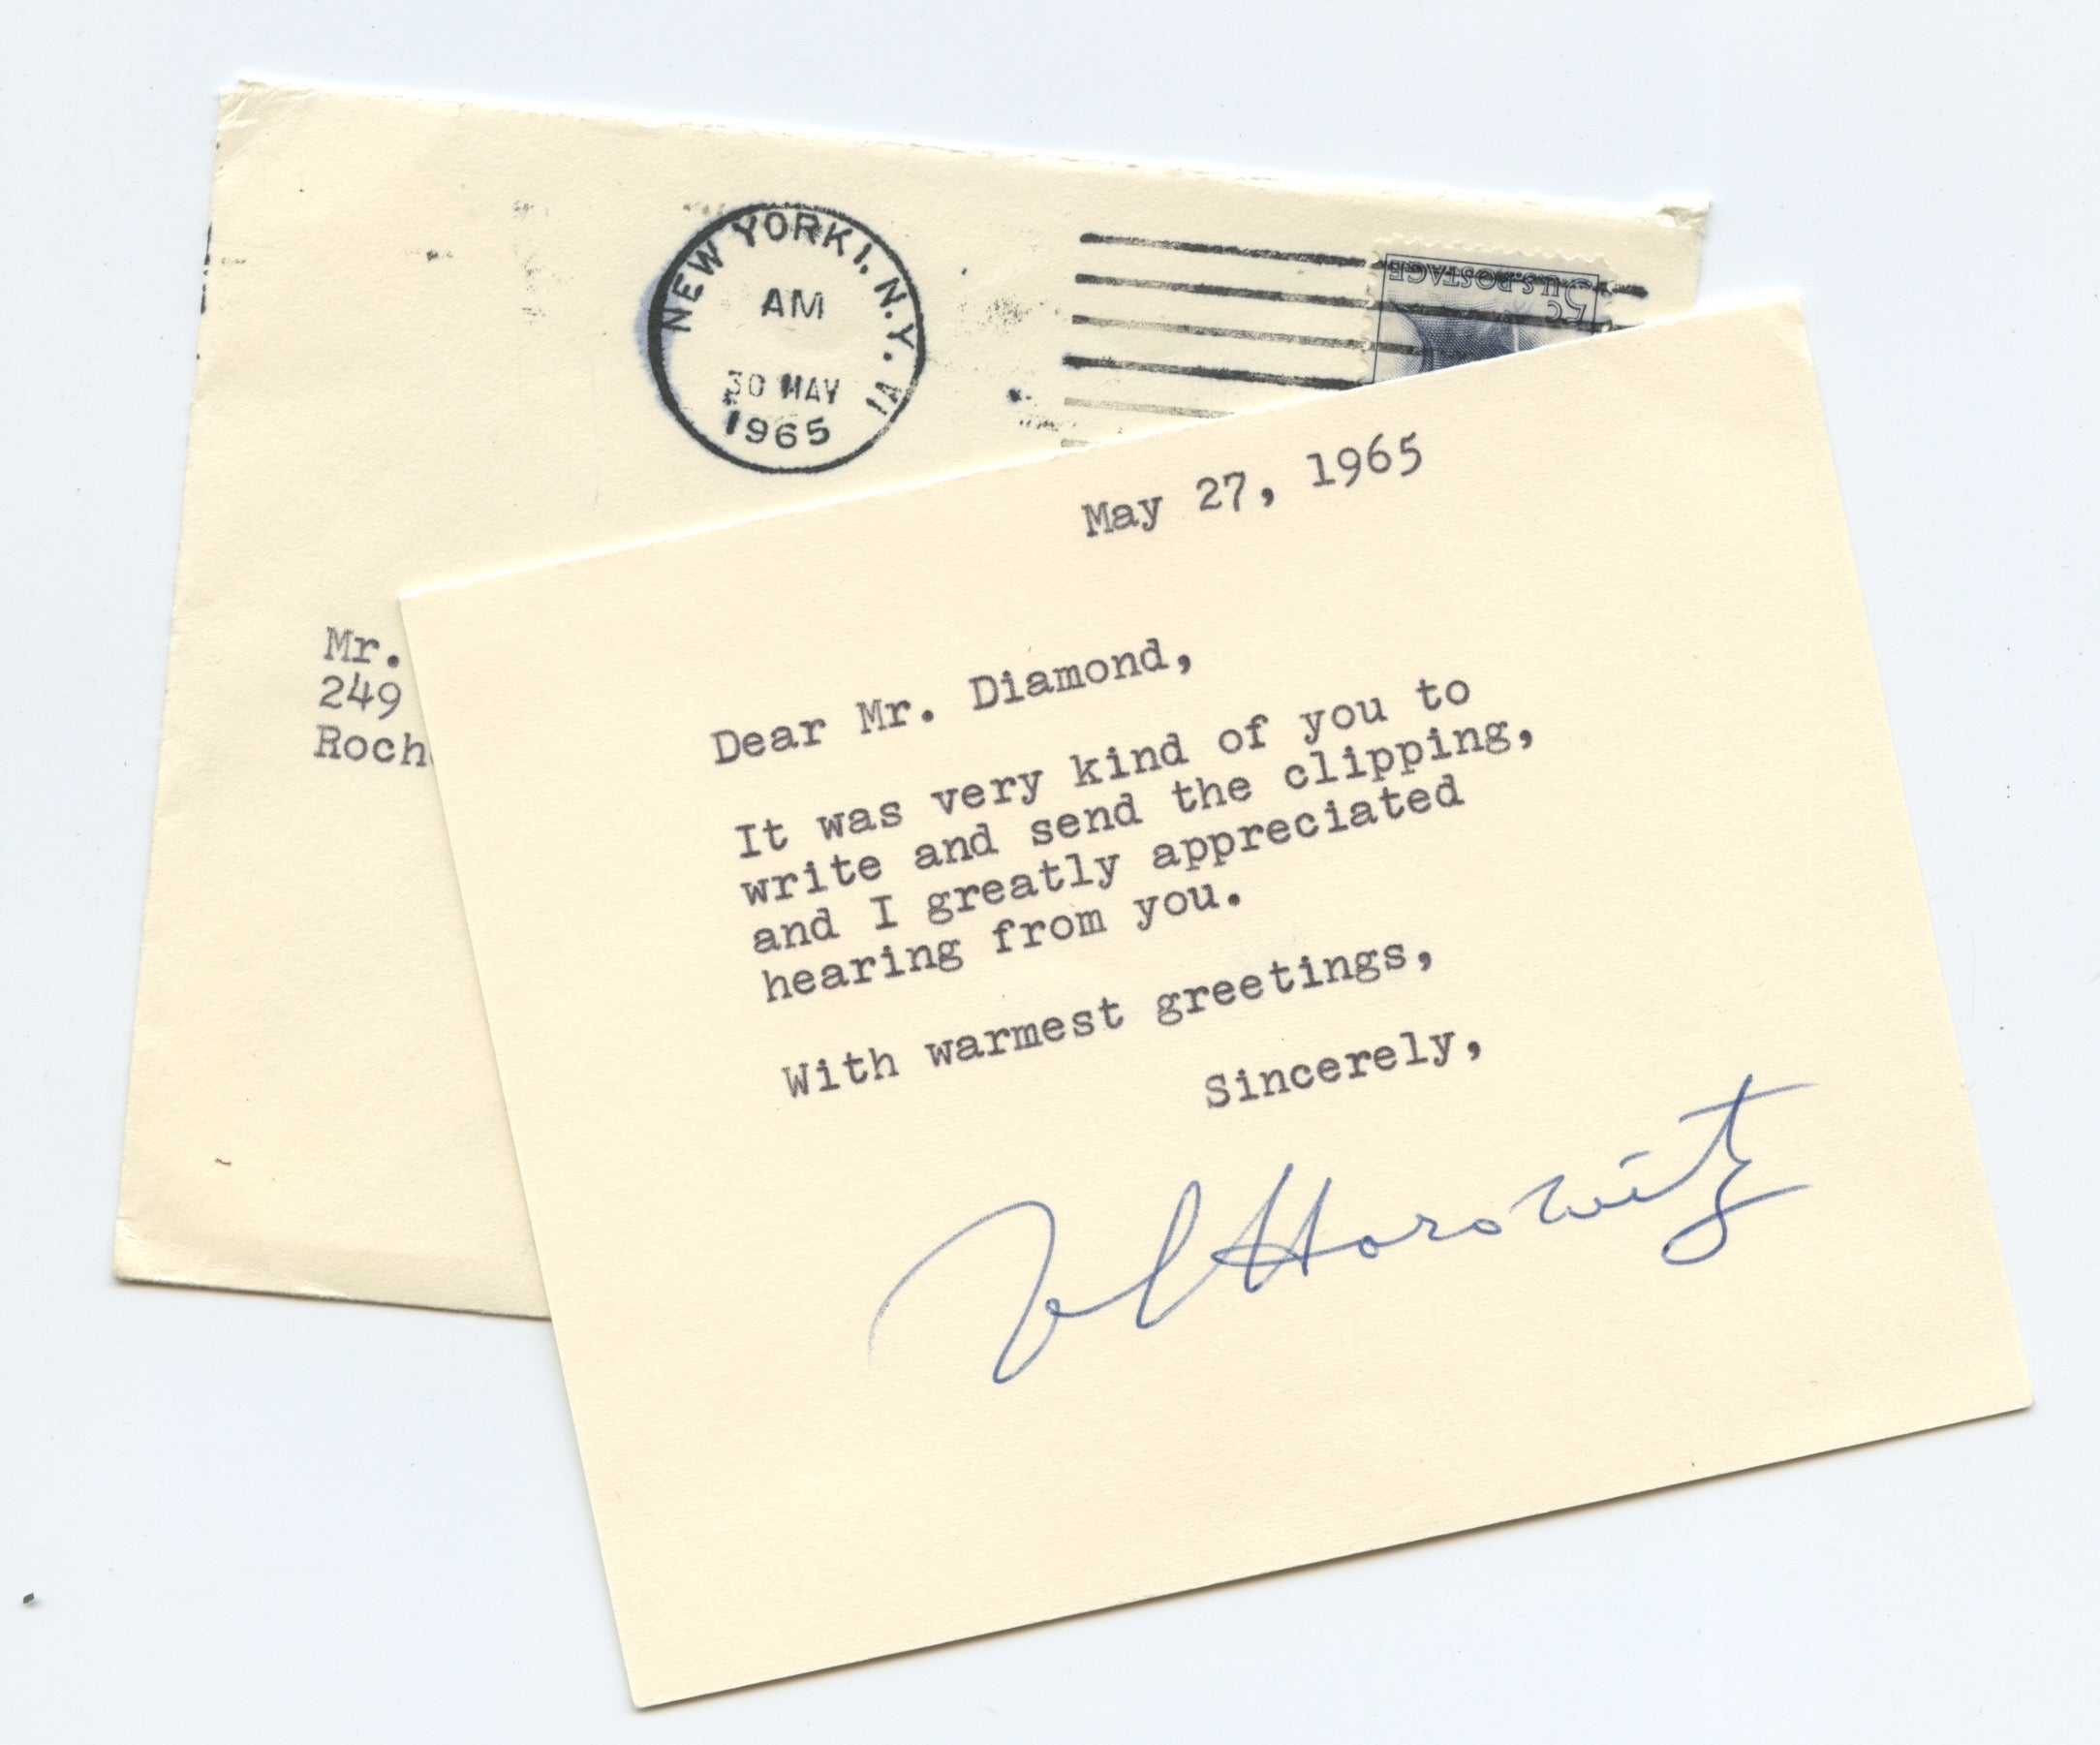 NEW YORK 1, N.Y. 1A
AM
30 MAY
1965
U.S. POSTAGE
5c
Mr.
249
Roch
May 27, 1965
Dear Mr. Diamond,
It was very kind of you to
write and send the clipping,
and I greatly appreciated
hearing from you.
With warmest greetings,
Sincerely,
Horowitz